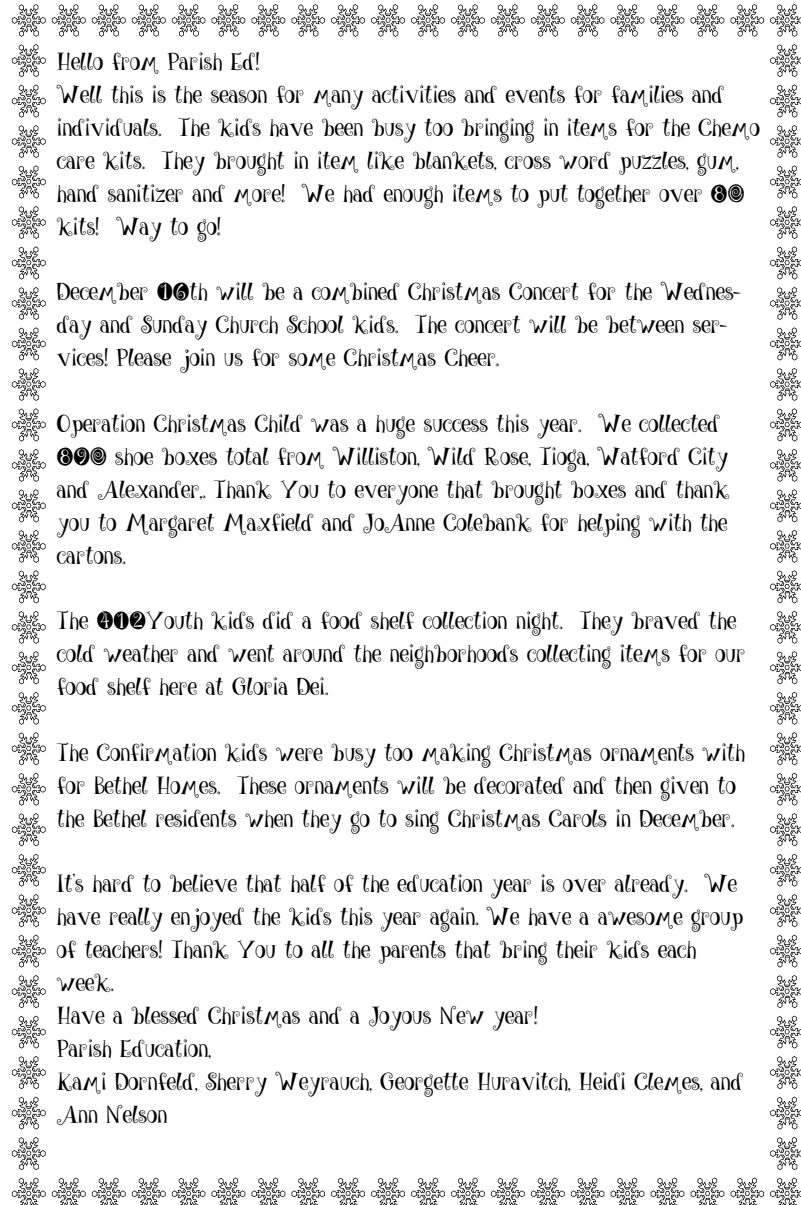 Hello from Parish Ed!
Well this is the season for many activities and events for families and
individuals. The kids have been busy too bringing in items for the Chemo
care kits. They brought in item like blankets, cross word puzzles, gum,
hand sanitizer and more! We had enough items to put together over 80
kits! Way to go!
December 16th will be a combined Christmas Concert for the Wednes-
day and Sunday Church School kids. The concert will be between ser-
vices! Please join us for some Christmas Cheer.
Operation Christmas Child was a huge success this year. We collected
890 shoe boxes total from Williston, Wild Rose, Tioga, Watford City
and Alexander,. Thank You to everyone that brought boxes and thank
you to Margaret Maxfield and JoAnne Colebank for helping with the
cartons.
The 412Youth kids did a food shelf collection night. They braved the
cold weather and went around the neighborhoods collecting items for our
food shelf here at Gloria Dei.
The Confirmation kids were busy too making Christmas ornaments with
for Bethel Homes. These ornaments will be decorated and then given to
the Bethel residents when they go to sing Christmas Carols in December.
It's hard to believe that half of the education year is over already. We
have really enjoyed the kids this year again. We have a awesome group
of teachers! Thank You to all the parents that bring their kids each
week.
Have a blessed Christmas and a Joyous New year!
Parish Education,
Kami Dornfeld, Sherry Weyrauch, Georgette Huravitch, Heidi Clemes, and
Ann Nelson